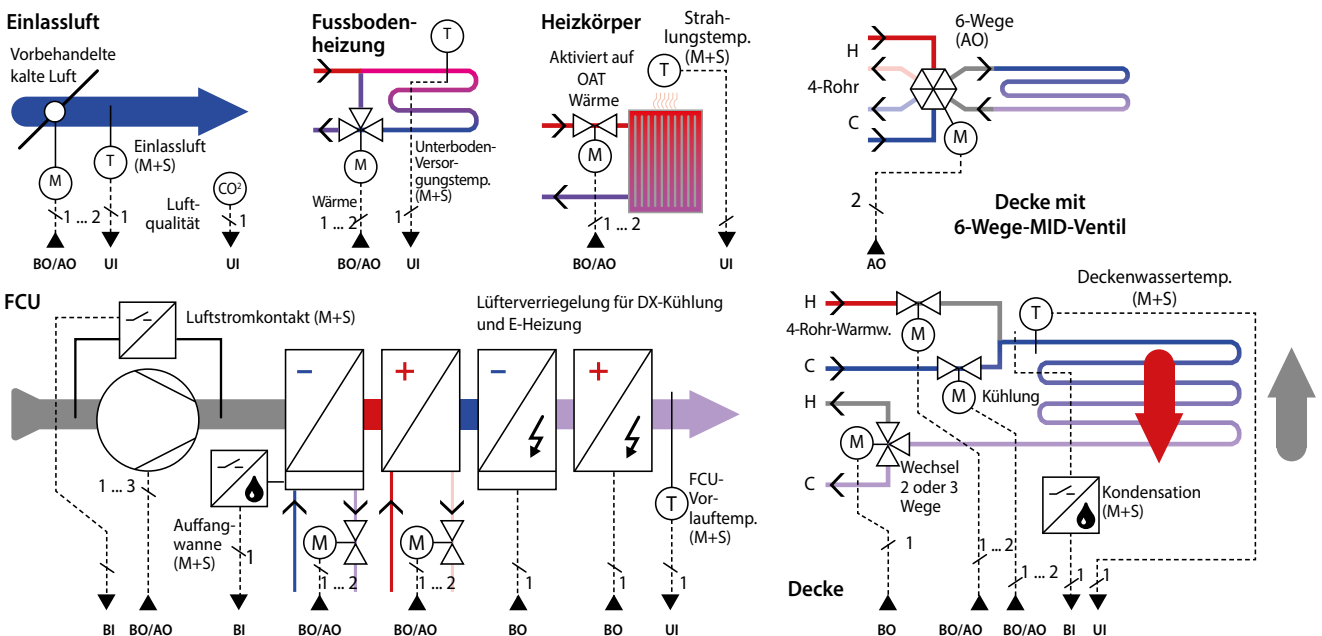 Einlassluft
Vorbehandelte
kalte Luft
Einlassluft
(M+S)
T
M
CO²
Luft-
qualität
1 ... 2
1
1
BO/AO
UI
UI
Fussboden-
heizung
T
M
Unterboden-
Versor-
gungstemp.
(M+S)
Wärme
1 ... 2
1
BO/AO
UI
Heizkörper
Strah-
lungstemp.
(M+S)
Aktiviert auf
OAT
Wärme
T
M
1 ... 2
BO/AO
UI
6-Wege
(AO)
H
4-Rohr
C
M
2
Decke mit
6-Wege-MID-Ventil
AO
FCU
Luftstromkontakt (M+S)
Lüfterverriegelung für DX-Kühlung
und E-Heizung
–
+
–
+
1 ... 3
Auffang-
wanne
(M+S)
1
M
1 ... 2
M
1 ... 2
1
1
T
FCU-
Vor-
lauftemp.
(M+S)
1
BI
BO/AO
BI
BO/AO
BO/AO
BO
BO
UI
Deckenwassertemp.
(M+S)
H
4-Rohr-Warmw.
M
T
C
M
Kühlung
H
M
C
Wechsel
2 oder 3
Wege
Kondensation
(M+S)
1
1 ... 2
1 ... 2
1
1
Decke
BO
BO/AO
BO/AO
BI
UI